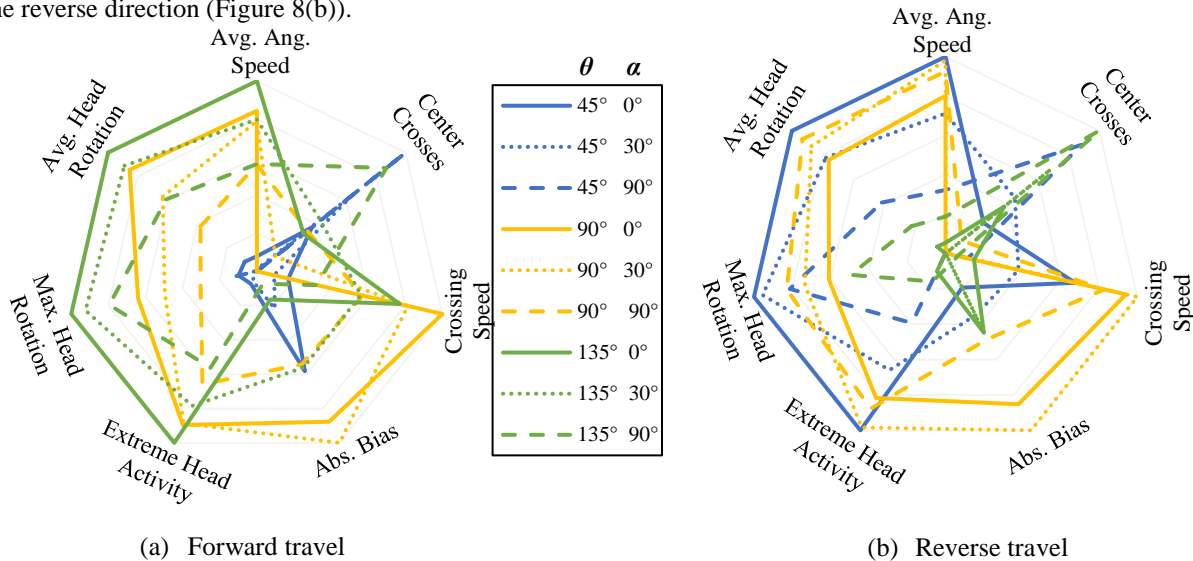 ne reverse direction (Figure 8(b)).
Avg. Ang.
Speed
Center
Crosses
Crossing
Speed
Abs. Bias
Extreme Head
Activity
Max. Head
Rotation
Avg. Head
Rotation
θ α
45° 0°
45° 30°
45° 90°
90° 0°
90° 30°
90° 90°
135° 0°
135° 30°
135° 90°
Avg. Ang.
Speed
Center
Crosses
Crossing
Speed
Abs. Bias
Extreme Head
Activity
Max. Head
Rotation
Avg. Head
Rotation
(a) Forward travel
(b) Reverse travel